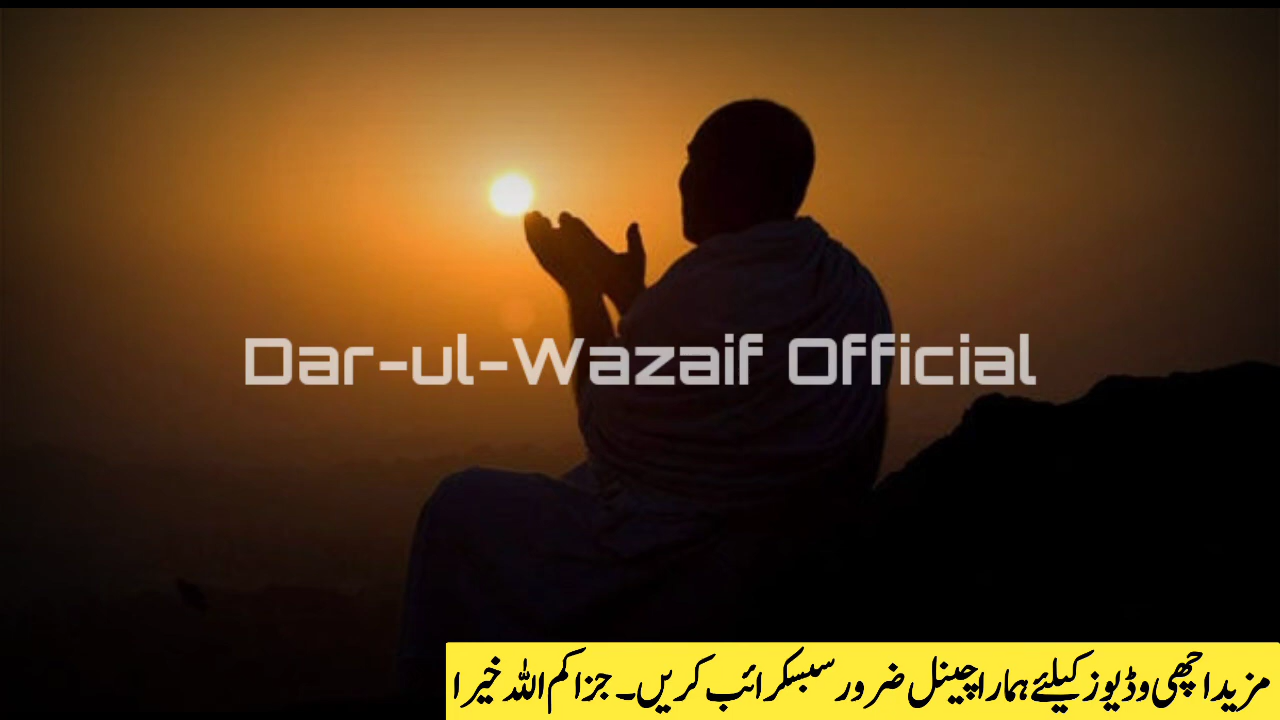 Dar-ul-Wazaif Official
مزید اچھی وڈیوز کیلئے ہمارا چینل ضرور سبسکرائب کریں۔ جزاکم اللہ خیرا